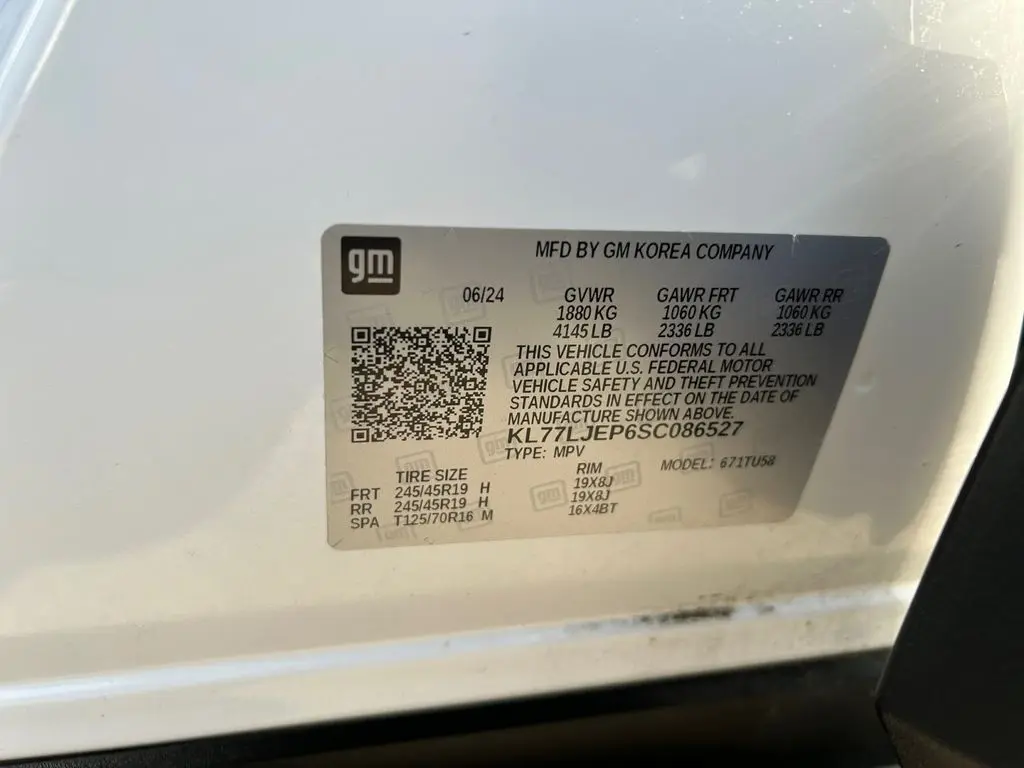 gm
MFD BY GM KOREA COMPANY
06/24 GVWR GAWR FRT GAWR RR
1880 KG 1060 KG 1060 KG
4145 LB 2336 LB 2336 LB
THIS VEHICLE CONFORMS TO ALL
APPLICABLE U.S. FEDERAL MOTOR
VEHICLE SAFETY AND THEFT PREVENTION
STANDARDS IN EFFECT ON THE DATE OF
MANUFACTURE SHOWN ABOVE.
KL77LJEP6SC086527
TYPE: MPV MODEL: 671TU58
TIRE SIZE RIM
FRT 245/45R19 H 19X8J
RR 245/45R19 H 19X8J
SPA T125/70R16 M 16X4BT